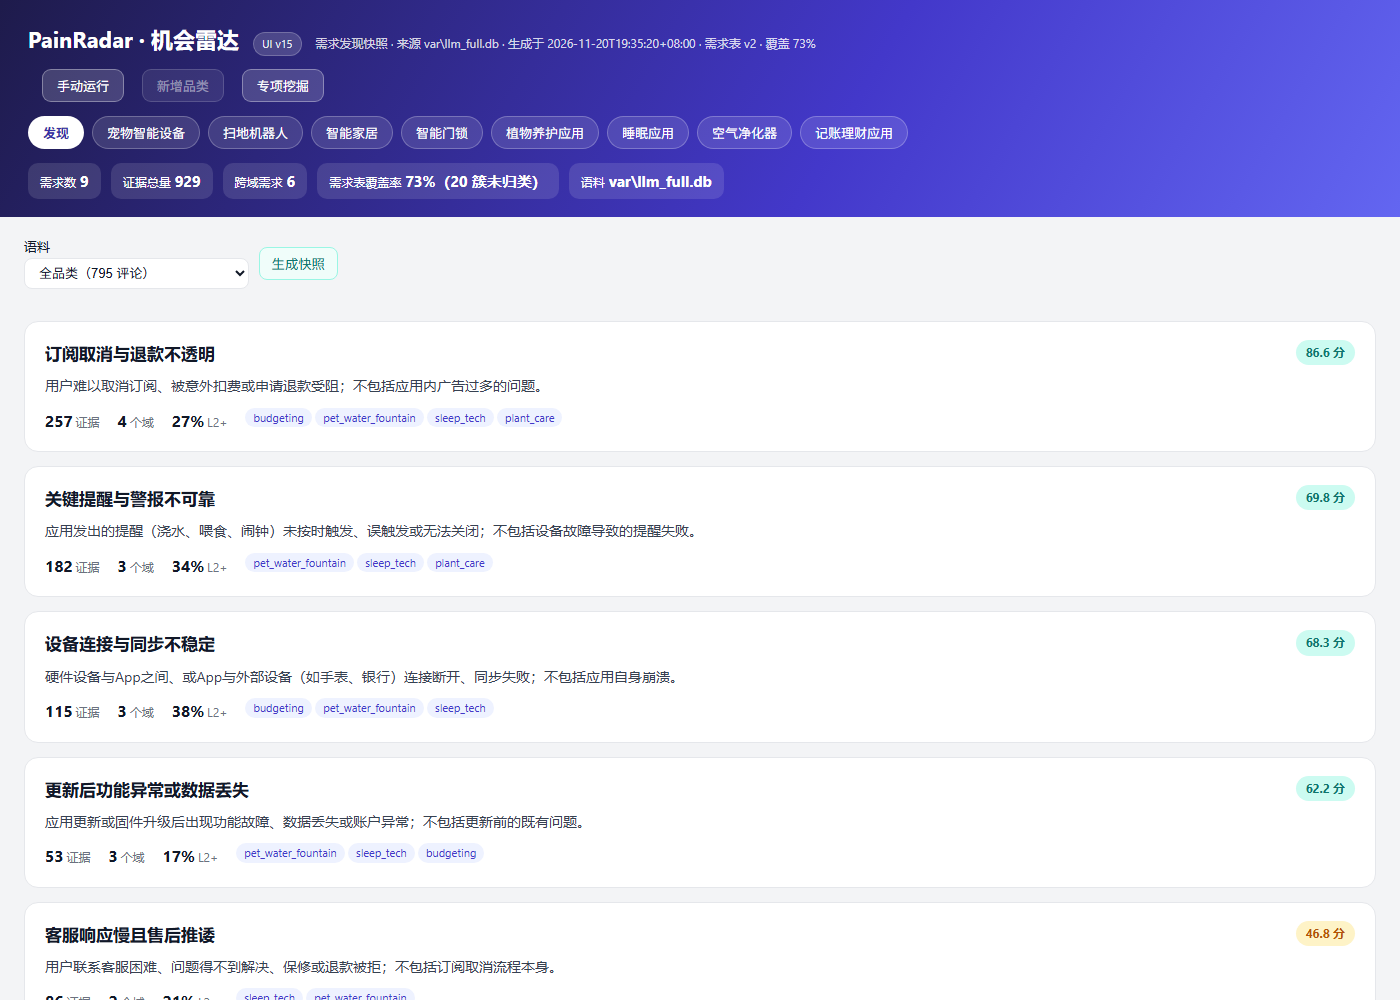 PainRadar · 机会雷达 UI v15 需求发现快照 · 来源 var\llm_full.db · 生成于 2026-11-20T19:35:20+08:00 · 需求表 v2 · 覆盖 73%
手动运行 新增品类 专项挖掘
发现 宠物智能设备 扫地机器人 智能家居 智能门锁 植物养护应用 睡眠应用 空气净化器 记账理财应用
需求数 9 证据总量 929 跨域需求 6 需求表覆盖率 73%（20 簇未归类） 语料 var\llm_full.db
语料
全品类（795 评论） 生成快照
订阅取消与退款不透明 86.6 分
用户难以取消订阅、被意外扣费或申请退款受阻；不包括应用内广告过多的问题。
257 证据 4 个域 27% L2+ budgeting pet_water_fountain sleep_tech plant_care
关键提醒与警报不可靠 69.8 分
应用发出的提醒（浇水、喂食、闹钟）未按时触发、误触发或无法关闭；不包括设备故障导致的提醒失败。
182 证据 3 个域 34% L2+ pet_water_fountain sleep_tech plant_care
设备连接与同步不稳定 68.3 分
硬件设备与App之间、或App与外部设备（如手表、银行）连接断开、同步失败；不包括应用自身崩溃。
115 证据 3 个域 38% L2+ budgeting pet_water_fountain sleep_tech
更新后功能异常或数据丢失 62.2 分
应用更新或固件升级后出现功能故障、数据丢失或账户异常；不包括更新前的既有问题。
53 证据 3 个域 17% L2+ pet_water_fountain sleep_tech budgeting
客服响应慢且售后推诿 46.8 分
用户联系客服困难、问题得不到解决、保修或退款被拒；不包括订阅取消流程本身。
证据 个域 L2+ sleep_tech pet_water_fountain